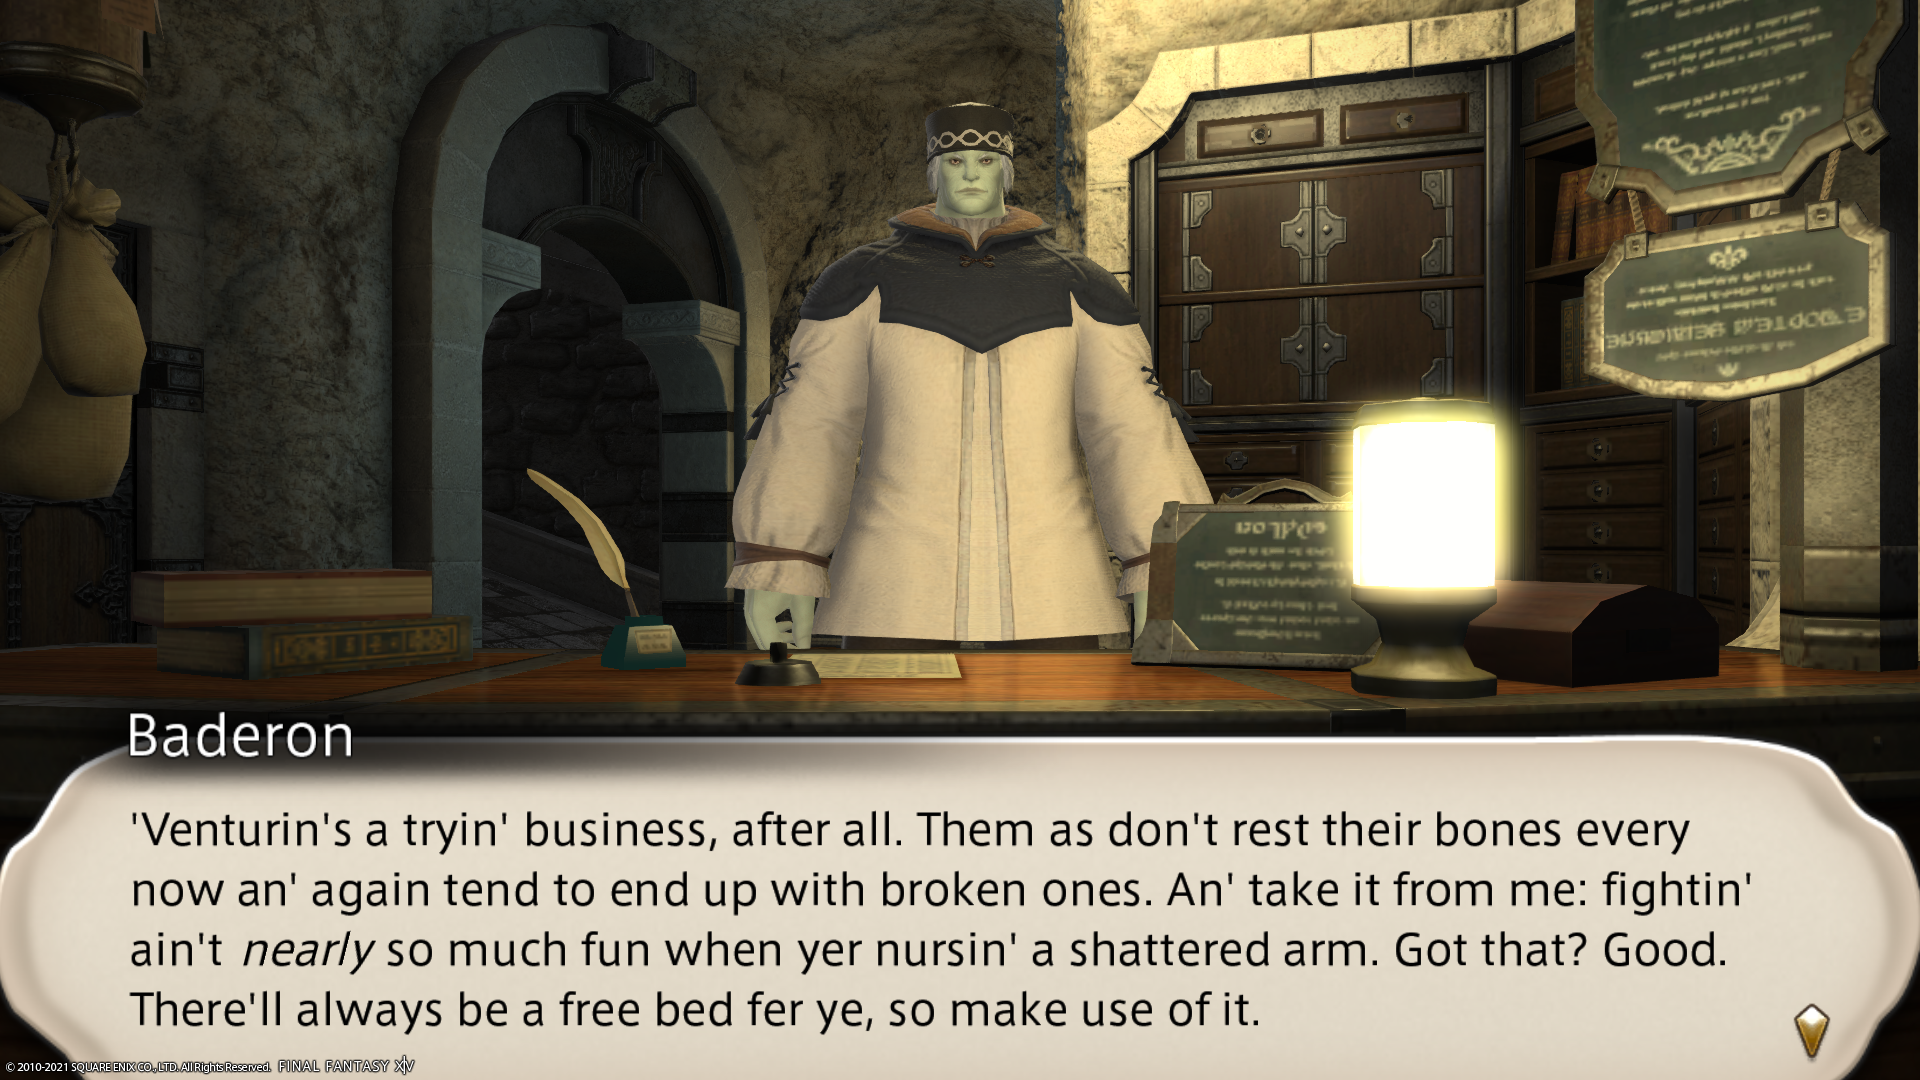 Baderon
'Venturin's a tryin' business, after all. Them as don't rest their bones every
now an' again tend to end up with broken ones. An' take it from me: fightin'
ain't nearly so much fun when yer nursin' a shattered arm. Got that? Good.
There'll always be a free bed fer ye, so make use of it.
© 2010-2021 SQUARE ENIX CO., LTD. All Rights Reserved. FINAL FANTASY XIV